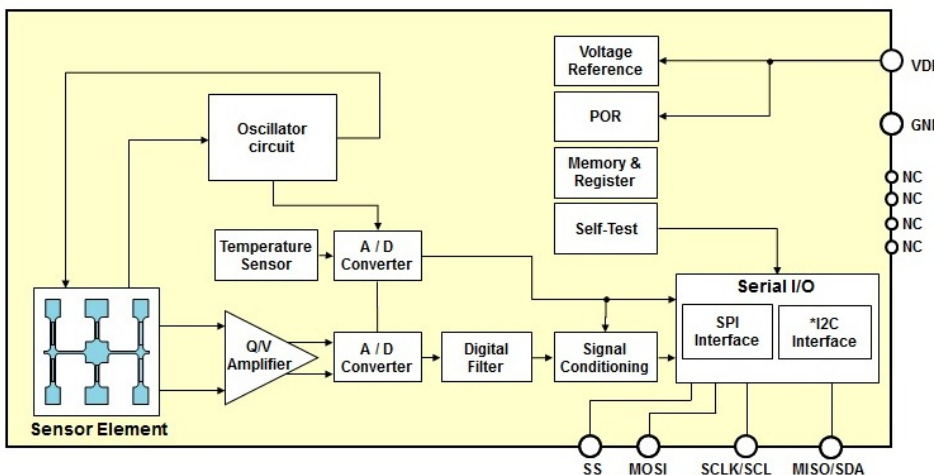 Voltage
Reference
VDD
Oscillator
circuit
POR
GND
Memory &
Register
NC
NC
NC
NC
Self-Test
Temperature
Sensor
A / D
Converter
Serial I/O
SPI
Interface
*I2C
Interface
Q/V
Amplifier
A / D
Converter
Digital
Filter
Signal
Conditioning
Sensor Element
SS
MOSI
SCLK/SCL
MISO/SDA